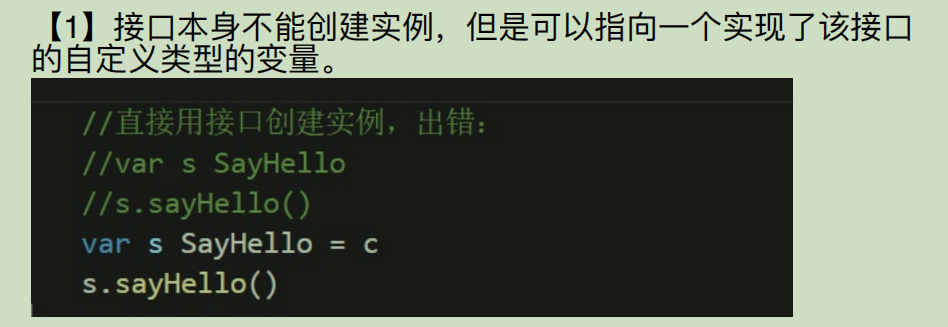 【1】接口本身不能创建实例，但是可以指向一个实现了该接口
的自定义类型的变量。
//直接用接口创建实例，出错：
//var s SayHello
//s.sayHello()
var s SayHello = c
s.sayHello()